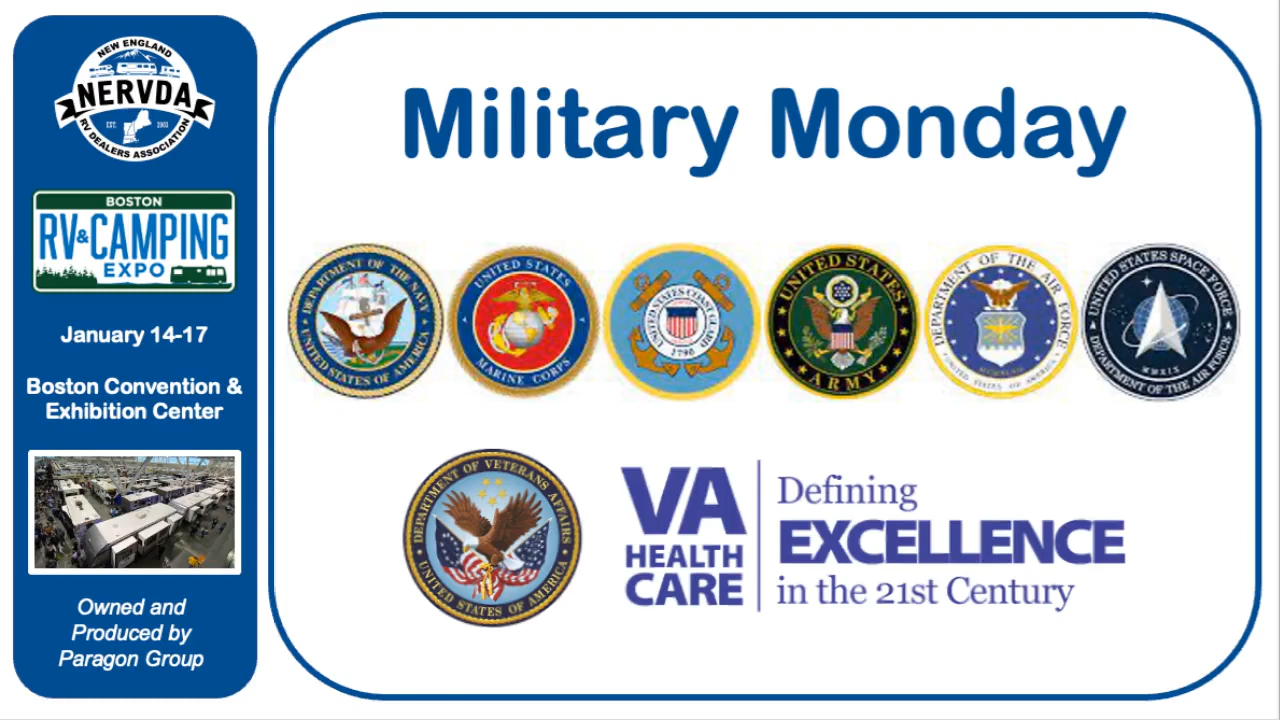 NEW ENGLAND
NERVDA
EST. 2003
RV DEALERS ASSOCIATION
BOSTON
RV & CAMPING
EXPO
January 14-17
Boston Convention &
Exhibition Center
Owned and
Produced by
Paragon Group
Military Monday
DEPARTMENT OF THE NAVY
UNITED STATES OF AMERICA
UNITED STATES
MARINE CORPS
UNITED STATES COAST GUARD
1790
UNITED STATES
ARMY
DEPARTMENT OF THE AIR FORCE
UNITED STATES OF AMERICA
UNITED STATES SPACE FORCE
MMXIX
DEPARTMENT OF THE AIR FORCE
DEPARTMENT OF VETERANS AFFAIRS
UNITED STATES OF AMERICA
VA
HEALTH
CARE
Defining
EXCELLENCE
in the 21st Century